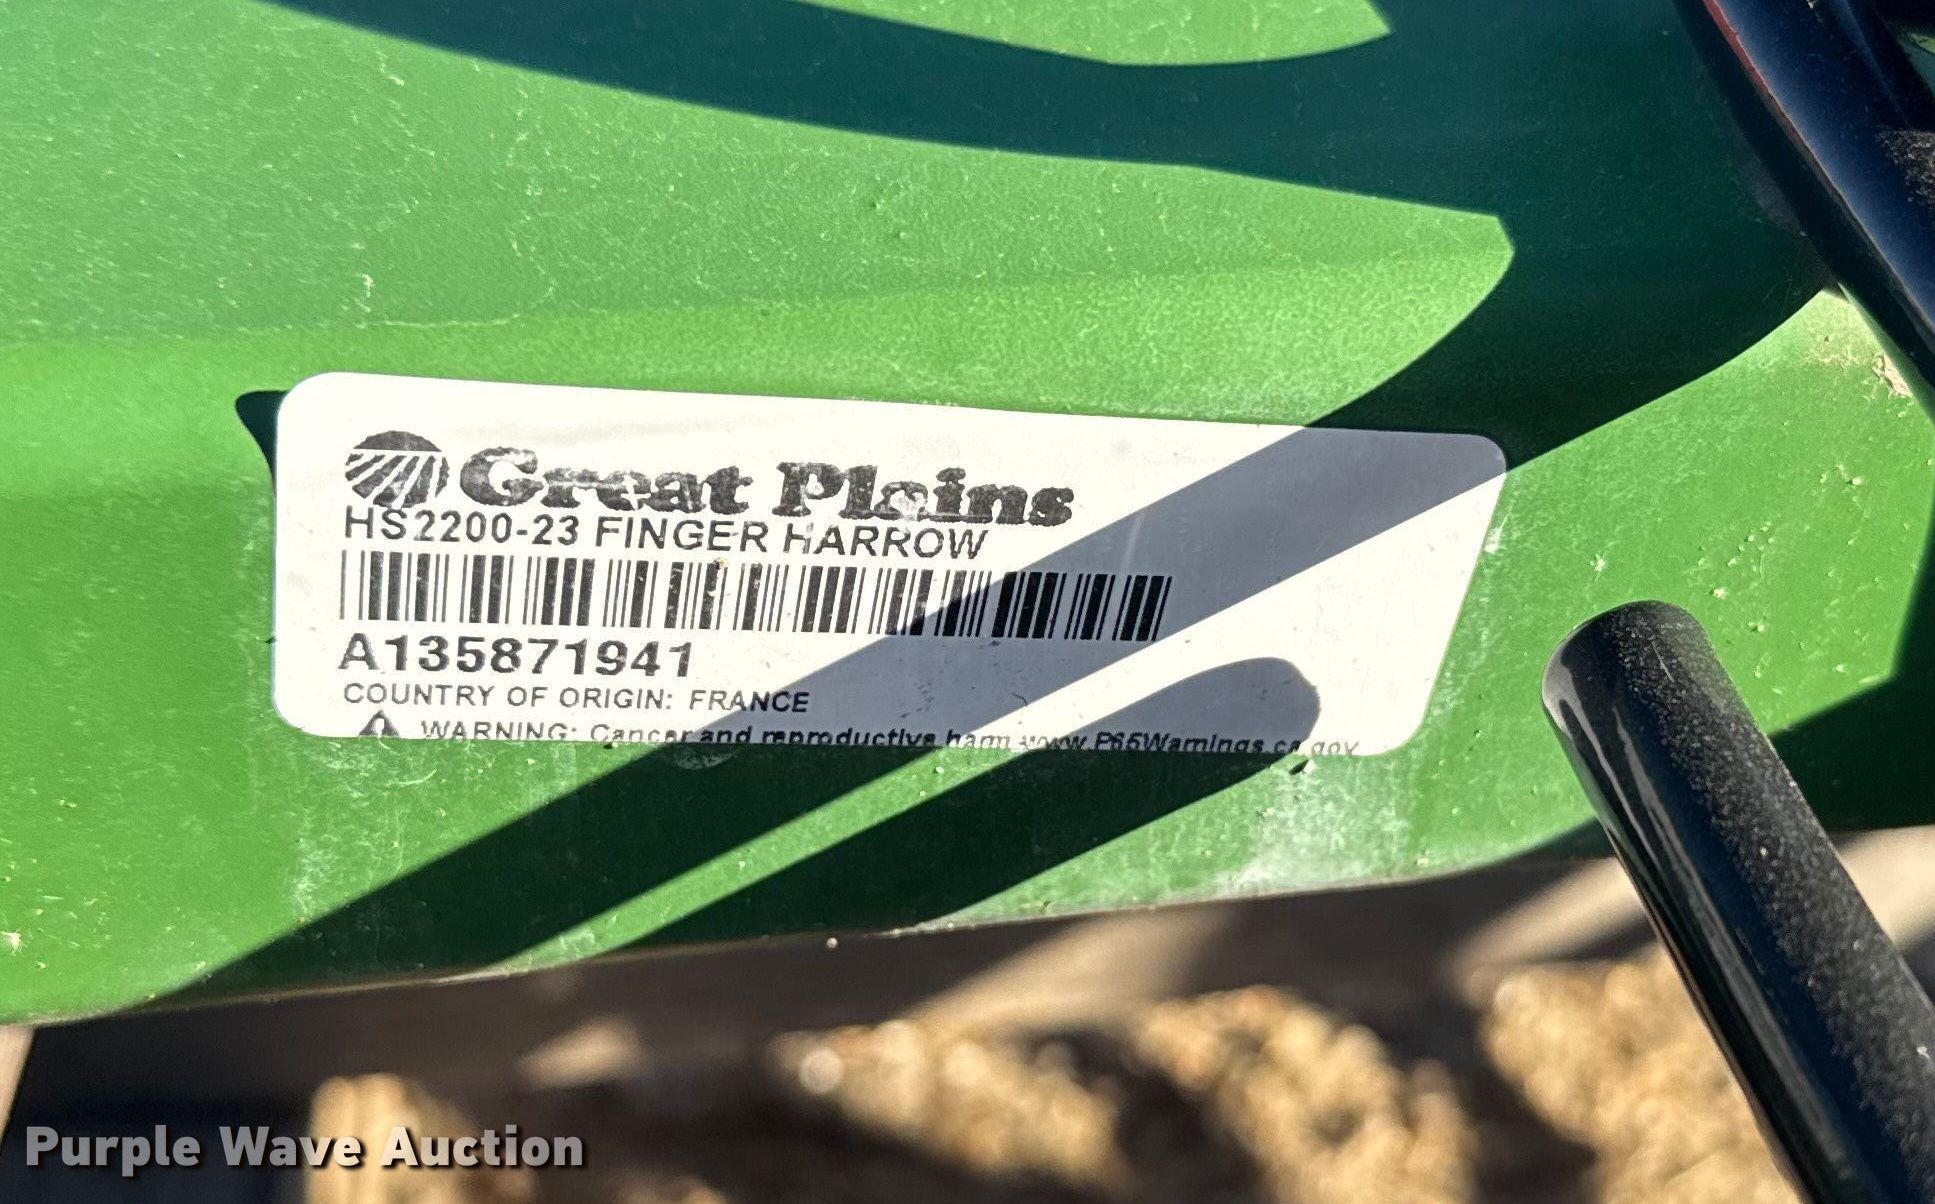 Great Plains
HS2200-23 FINGER HARROW
A135871941
COUNTRY OF ORIGIN: FRANCE
WARNING: Cancer and reproductive harm www.P65Warnings.ca.gov
Purple Wave Auction